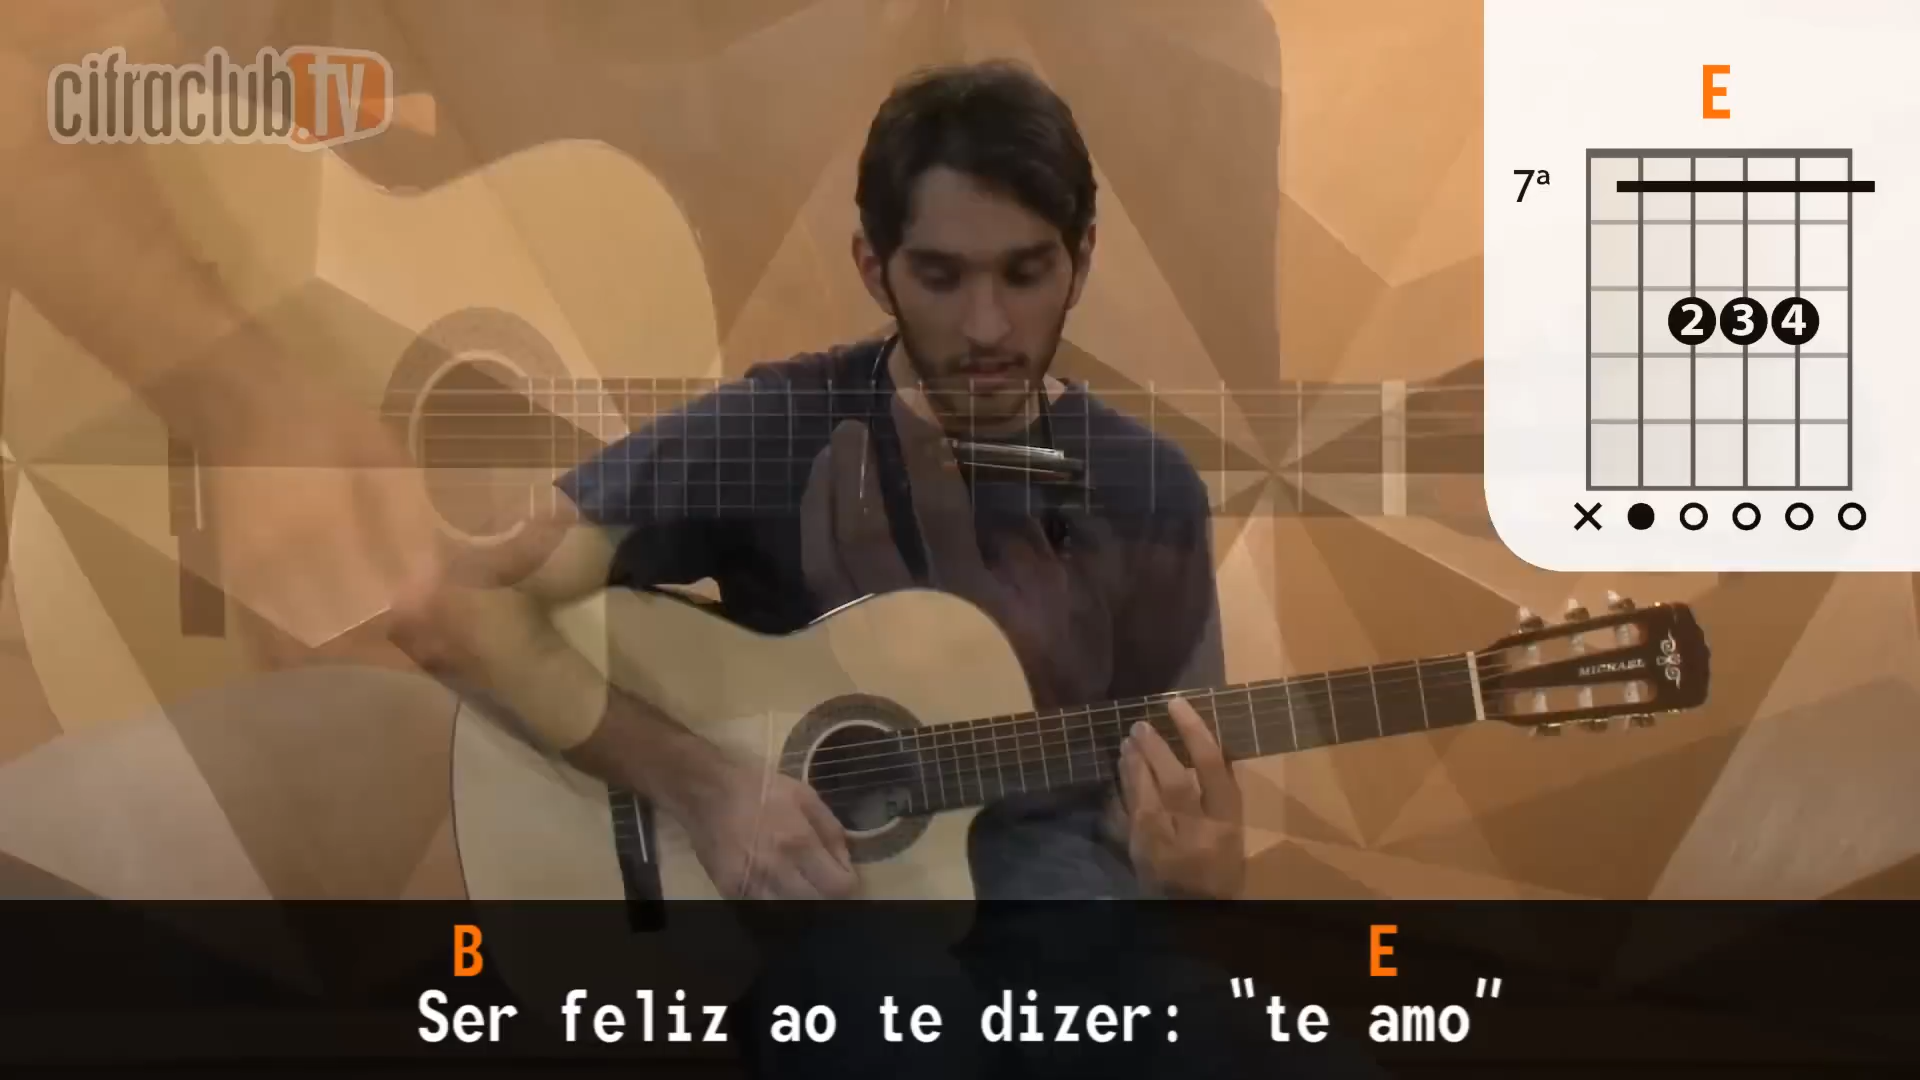 cifraclub.tv
E
7ª
2 3 4
MICHAEL
B E
Ser feliz ao te dizer: "te amo"